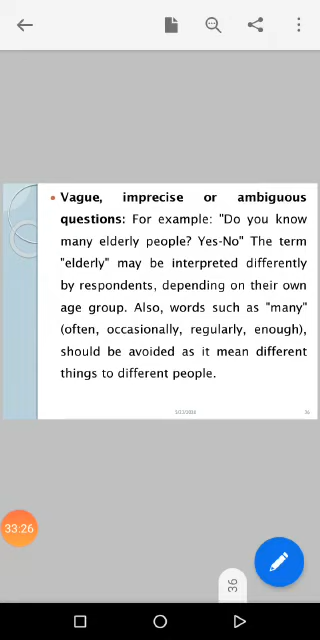 Vague, imprecise or ambiguous
questions: For example: "Do you know
many elderly people? Yes-No" The term
"elderly" may be interpreted differently
by respondents, depending on their own
age group. Also, words such as "many"
(often, occasionally, regularly, enough),
should be avoided as it mean different
things to different people.
36
33:26
36